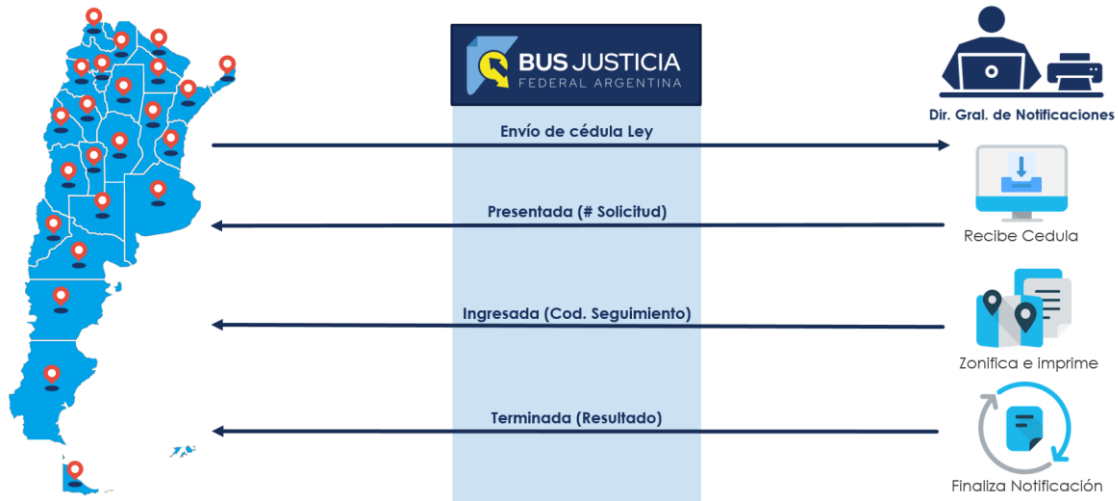 BUS JUSTICIA
FEDERAL ARGENTINA
Dir. Gral. de Notificaciones
Envío de cédula Ley
Presentada (# Solicitud)
Recibe Cedula
Ingresada (Cod. Seguimiento)
Zonifica e imprime
Terminada (Resultado)
Finaliza Notificación